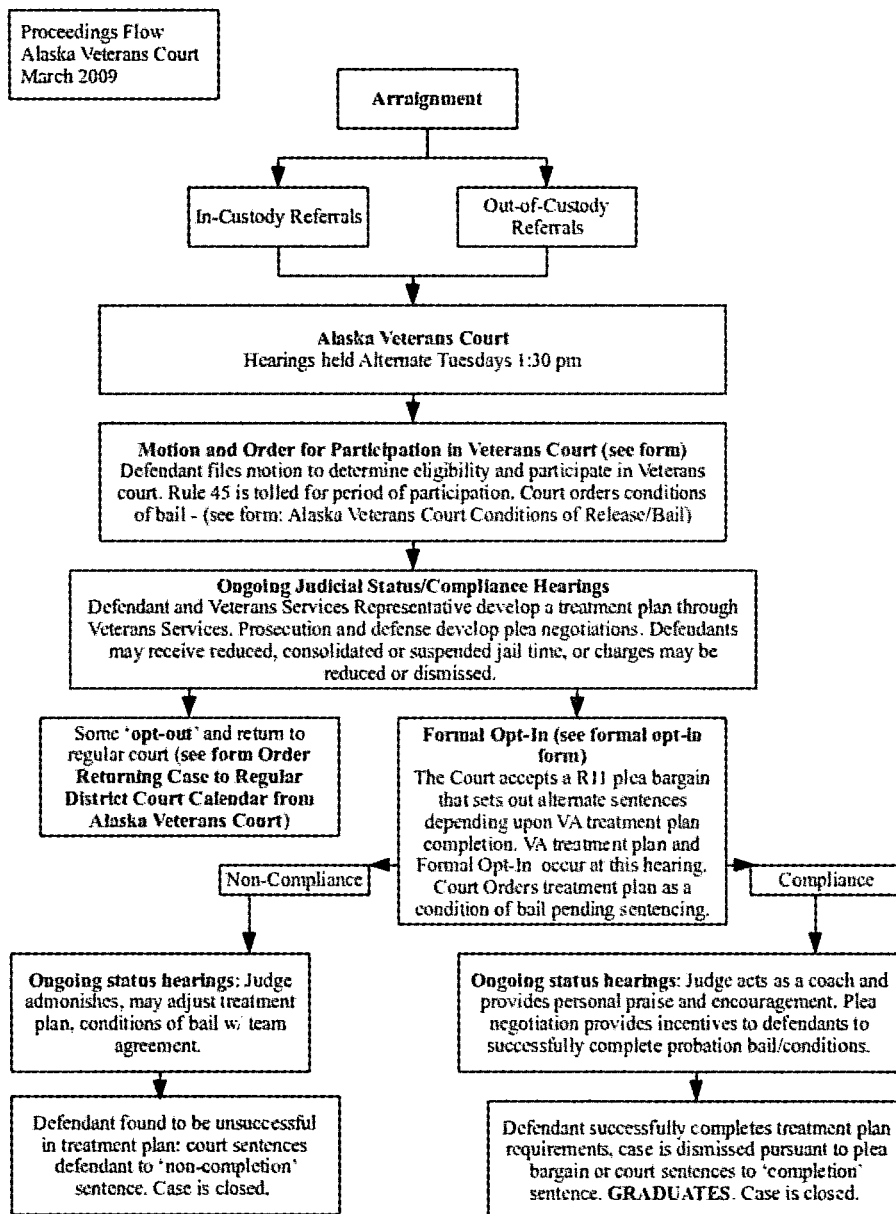 Proceedings Flow
Alaska Veterans Court
March 2009
Arraignment
In-Custody Referrals
Out-of-Custody
Referrals
Alaska Veterans Court
Hearings held Alternate Tuesdays 1:30 pm
Motion and Order for Participation in Veterans Court (see form)
Defendant files motion to determine eligibility and participate in Veterans
court. Rule 45 is tolled for period of participation. Court orders conditions
of bail - (see form: Alaska Veterans Court Conditions of Release/Bail)
Ongoing Judicial Status/Compliance Hearings
Defendant and Veterans Services Representative develop a treatment plan through
Veterans Services. Prosecution and defense develop plea negotiations. Defendants
may receive reduced, consolidated or suspended jail time, or charges may be
reduced or dismissed.
Some 'opt-out' and return to
regular court (see form Order
Returning Case to Regular
District Court Calendar from
Alaska Veterans Court)
Formal Opt-In (see formal opt-in
form)
The Court accepts a R11 plea bargain
that sets out alternate sentences
depending upon VA treatment plan
completion. VA treatment plan and
Formal Opt-In occur at this hearing.
Court Orders treatment plan as a
condition of bail pending sentencing.
Non-Compliance
Compliance
Ongoing status hearings: Judge
admonishes, may adjust treatment
plan, conditions of bail w/ team
agreement.
Ongoing status hearings: Judge acts as a coach and
provides personal praise and encouragement. Plea
negotiation provides incentives to defendants to
successfully complete probation bail/conditions.
Defendant found to be unsuccessful
in treatment plan: court sentences
defendant to 'non-completion'
sentence. Case is closed.
Defendant successfully completes treatment plan
requirements, case is dismissed pursuant to plea
bargain or court sentences to 'completion'
sentence. GRADUATES. Case is closed.